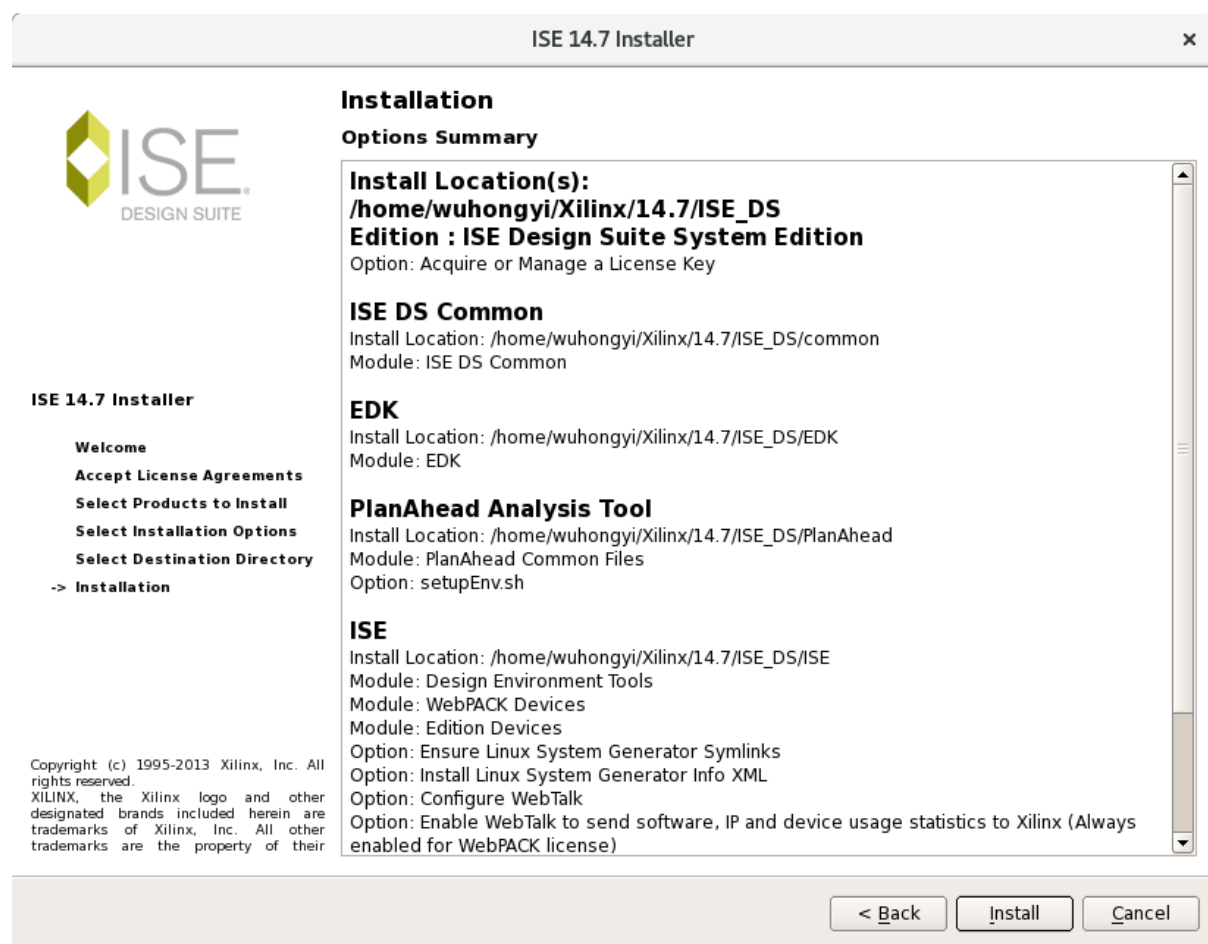 ISE 14.7 Installer
×
ISE
DESIGN SUITE
ISE 14.7 Installer
Welcome
Accept License Agreements
Select Products to Install
Select Installation Options
Select Destination Directory
-> Installation
Copyright (c) 1995-2013 Xilinx, Inc. All
rights reserved.
XILINX, the Xilinx logo and other
designated brands included herein are
trademarks of Xilinx, Inc. All other
trademarks are the property of their
Installation
Options Summary
Install Location(s):
/home/wuhongyi/Xilinx/14.7/ISE_DS
Edition : ISE Design Suite System Edition
Option: Acquire or Manage a License Key
ISE DS Common
Install Location: /home/wuhongyi/Xilinx/14.7/ISE_DS/common
Module: ISE DS Common
EDK
Install Location: /home/wuhongyi/Xilinx/14.7/ISE_DS/EDK
Module: EDK
PlanAhead Analysis Tool
Install Location: /home/wuhongyi/Xilinx/14.7/ISE_DS/PlanAhead
Module: PlanAhead Common Files
Option: setupEnv.sh
ISE
Install Location: /home/wuhongyi/Xilinx/14.7/ISE_DS/ISE
Module: Design Environment Tools
Module: WebPACK Devices
Module: Edition Devices
Option: Ensure Linux System Generator Symlinks
Option: Install Linux System Generator Info XML
Option: Configure WebTalk
Option: Enable WebTalk to send software, IP and device usage statistics to Xilinx (Always
enabled for WebPACK license)
< Back
Install
Cancel